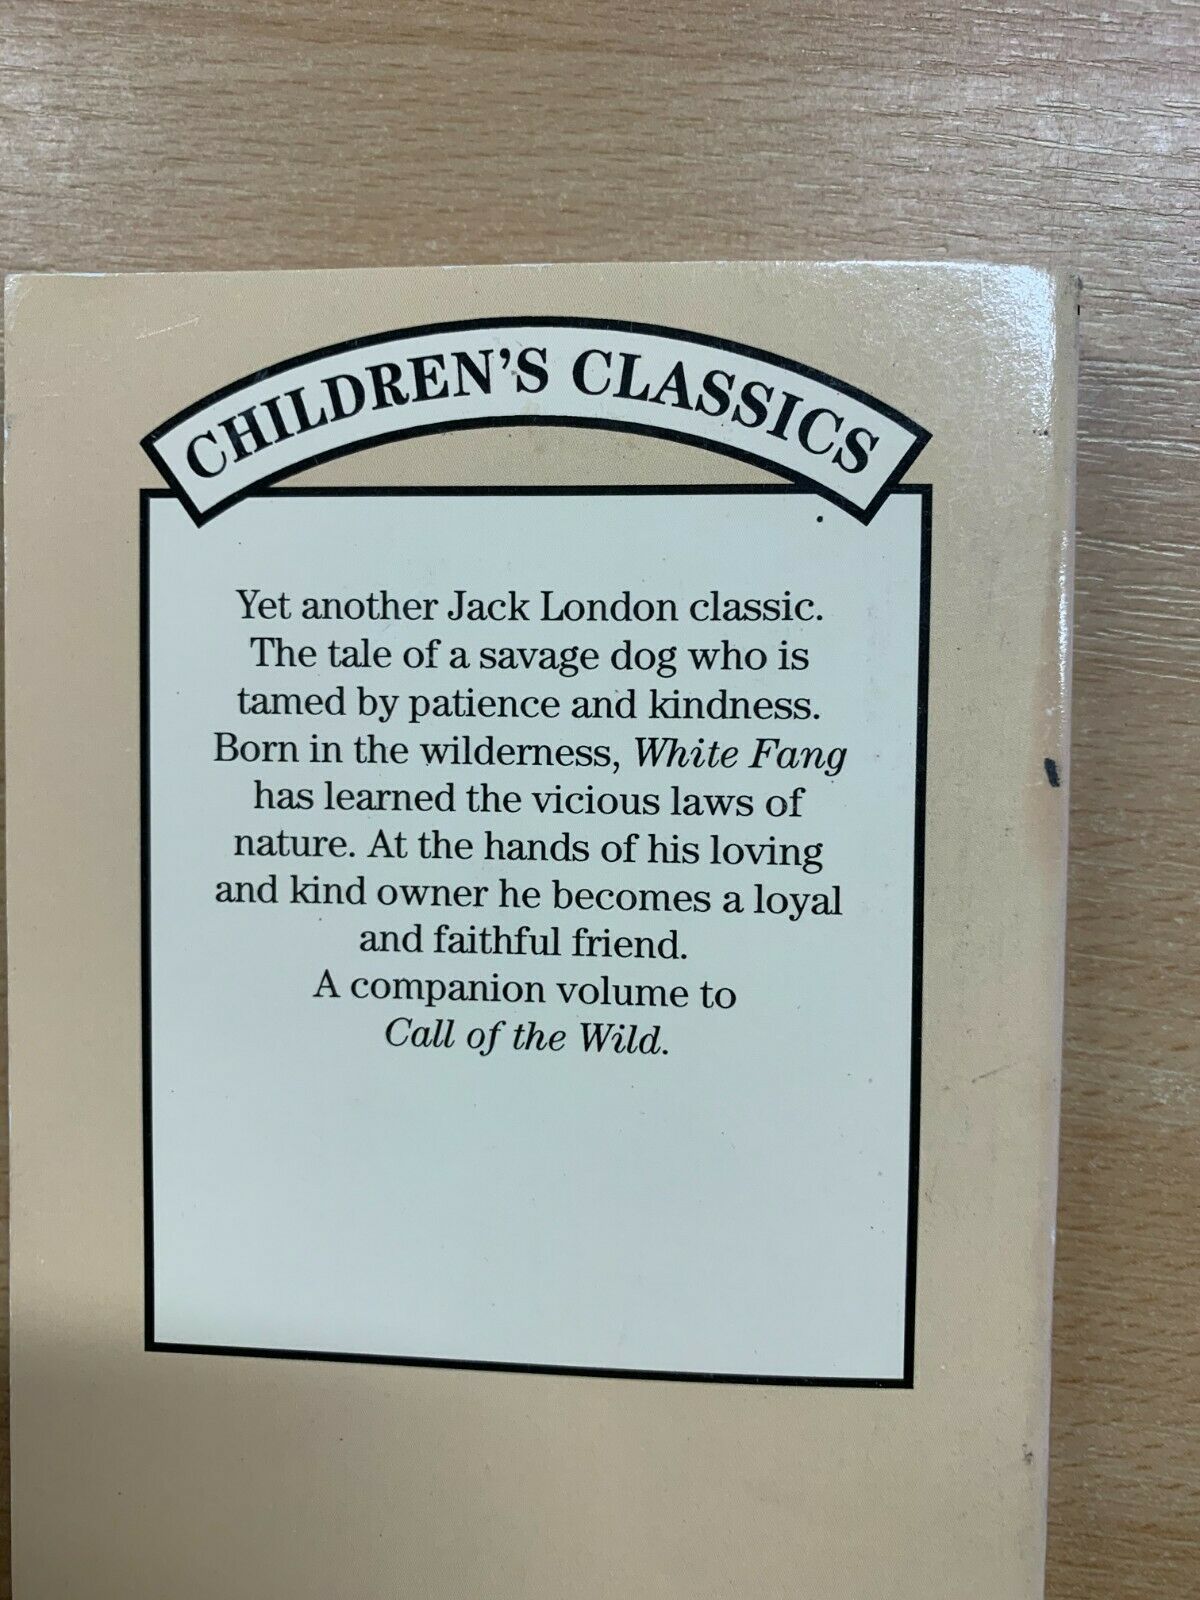 CHILDREN'S CLASSICS
Yet another Jack London classic.
The tale of a savage dog who is
tamed by patience and kindness.
Born in the wilderness, White Fang
has learned the vicious laws of
nature. At the hands of his loving
and kind owner he becomes a loyal
and faithful friend.
A companion volume to
Call of the Wild.